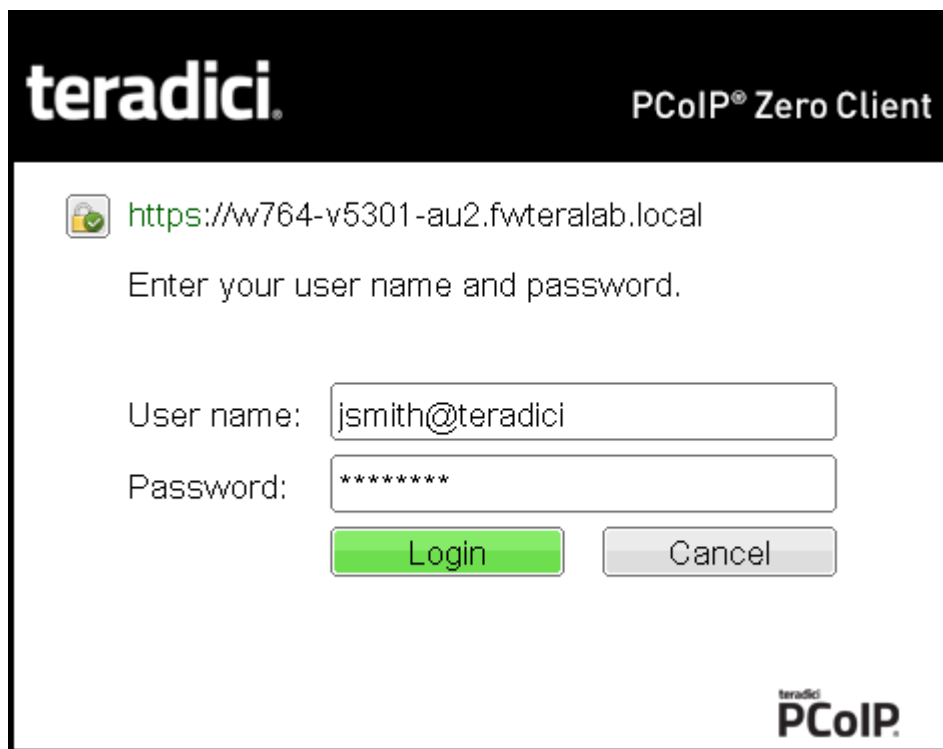 teradici®
PCoIP® Zero Client
https://w764-v5301-au2.fwteralab.local
Enter your user name and password.
User name: jsmith@teradici
Password: ********
Login Cancel
teradici
PCoIP®